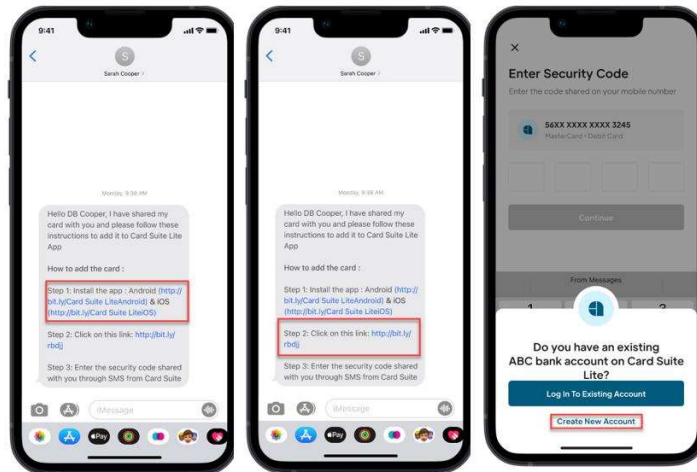 9:41
S
Sarah Cooper >
Monday, 9:38 AM
Hello DB Cooper, I have shared my
card with you and please follow these
instructions to add it to Card Suite Lite
App
How to add the card :
Step 1: Install the app : Android (http://
bit.ly/Card Suite LiteAndroid) & iOS
(http://bit.ly/Card Suite LiteiOS)
Step 2: Click on this link: http://bit.ly/
rbdjj
Step 3: Enter the security code shared
with you through SMS from Card Suite
iMessage
Pay
9:41
S
Sarah Cooper >
Monday, 9:38 AM
Hello DB Cooper, I have shared my
card with you and please follow these
instructions to add it to Card Suite Lite
App
How to add the card :
Step 1: Install the app : Android (http://
bit.ly/Card Suite LiteAndroid) & iOS
(http://bit.ly/Card Suite LiteiOS)
Step 2: Click on this link: http://bit.ly/
rbdjj
Step 3: Enter the security code shared
with you through SMS from Card Suite
iMessage
Pay
Enter Security Code
Enter the code shared on your mobile number
56XX XXXX XXXX 3245
MasterCard • Debit Card
Continue
From Messages
1 3
Do you have an existing
ABC bank account on Card Suite
Lite?
Log In To Existing Account
Create New Account